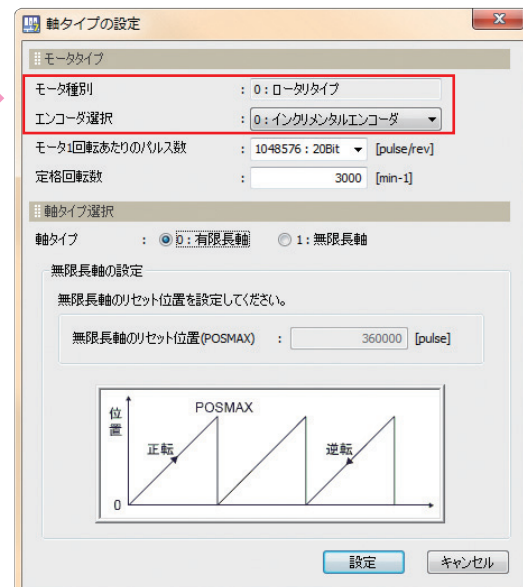 軸タイプの設定
モータタイプ
モータ種別 : 0:ロータリタイプ
エンコーダ選択 : 0:インクリメンタルエンコーダ
モータ1回転あたりのパルス数 : 1048576:20Bit [pulse/rev]
定格回転数 : 3000 [min-1]
軸タイプ選択
軸タイプ : 0:有限長軸 1:無限長軸
無限長軸の設定
無限長軸のリセット位置を設定してください。
無限長軸のリセット位置(POSMAX) : 360000 [pulse]
位置
POSMAX
正転
逆転
0
設定 キャンセル